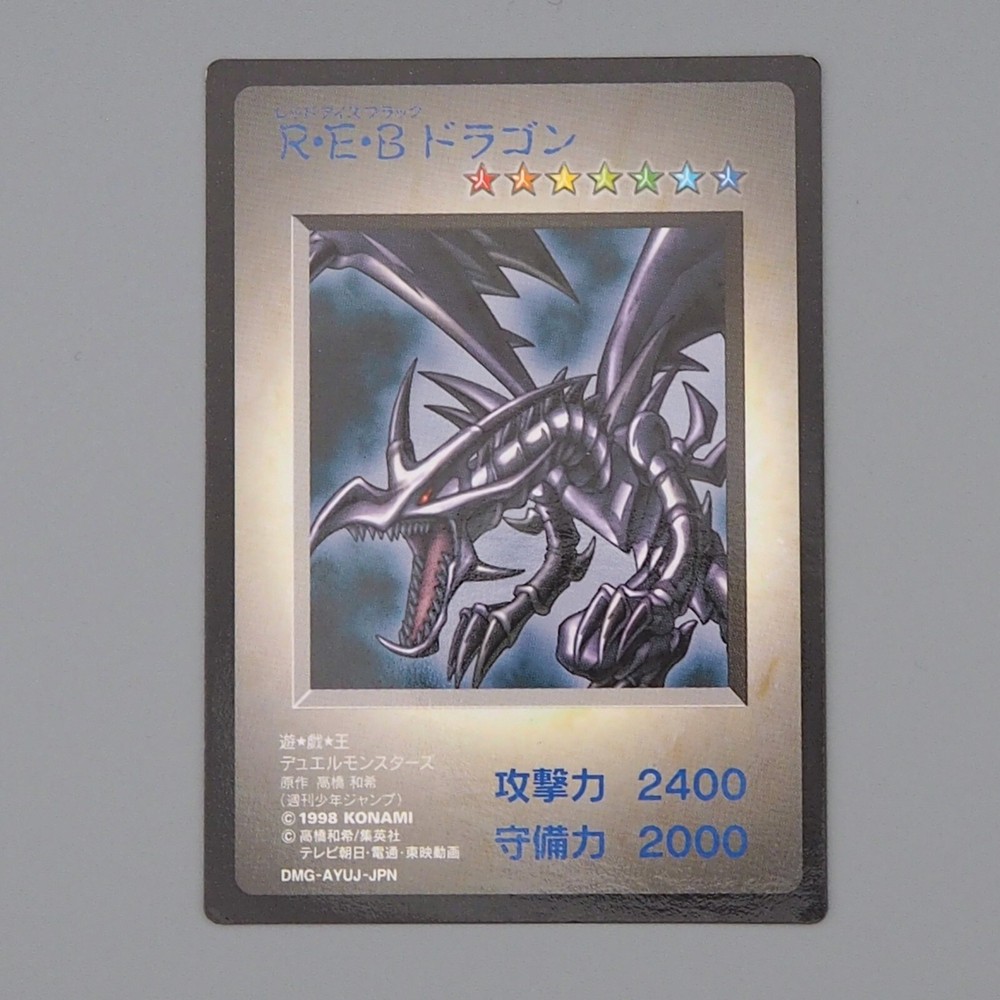 レッドアイズブラック
R・E・B ドラゴン
遊★戯★王
デュエルモンスターズ
原作 高橋 和希
(週刊少年ジャンプ)
©1998 KONAMI
©高橋和希/集英社
テレビ朝日・電通・東映動画
DMG-AYUJ-JPN
攻撃力 2400
守備力 2000